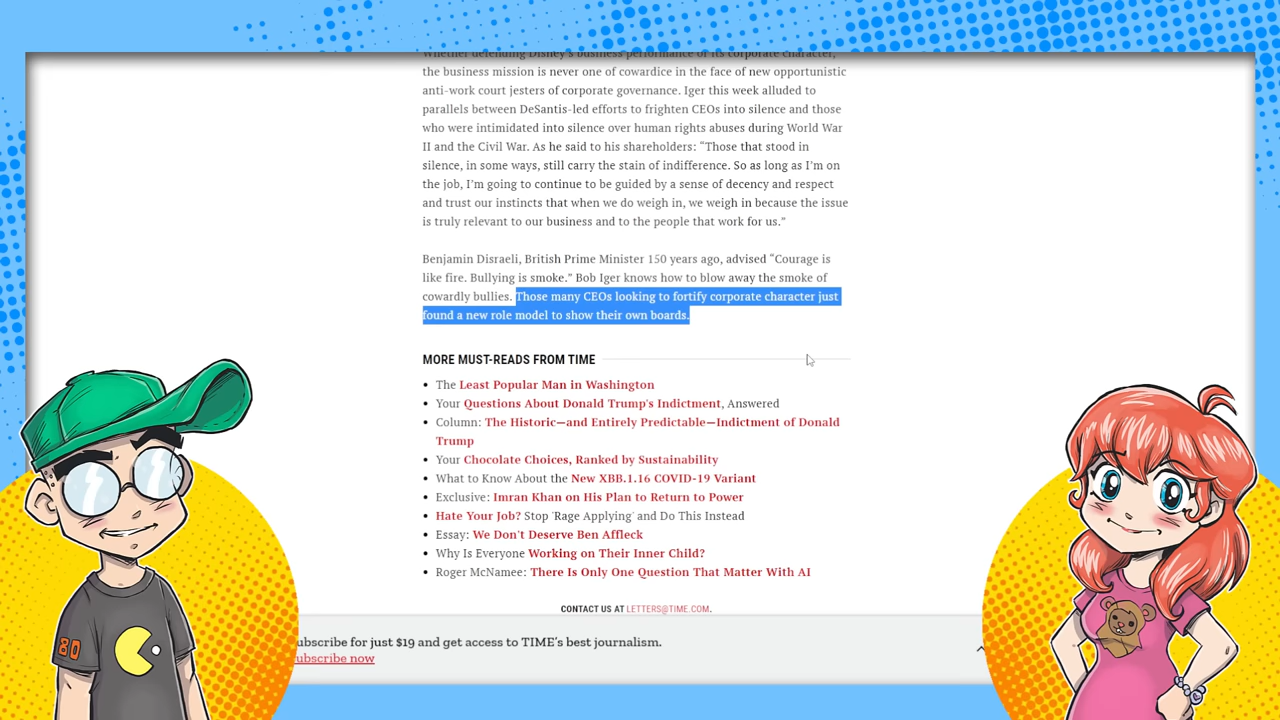 Whether defending Disney's business performance or its corporate character,
the business mission is never one of cowardice in the face of new opportunistic
anti-work court jesters of corporate governance. Iger this week alluded to
parallels between DeSantis-led efforts to frighten CEOs into silence and those
who were intimidated into silence over human rights abuses during World War
II and the Civil War. As he said to his shareholders: “Those that stood in
silence, in some ways, still carry the stain of indifference. So as long as I’m on
the job, I’m going to continue to be guided by a sense of decency and respect
and trust our instincts that when we do weigh in, we weigh in because the issue
is truly relevant to our business and to the people that work for us.”
Benjamin Disraeli, British Prime Minister 150 years ago, advised “Courage is
like fire. Bullying is smoke.” Bob Iger knows how to blow away the smoke of
cowardly bullies. Those many CEOs looking to fortify corporate character just
found a new role model to show their own boards.
MORE MUST-READS FROM TIME
The Least Popular Man in Washington
Your Questions About Donald Trump's Indictment, Answered
Column: The Historic—and Entirely Predictable—Indictment of Donald
Trump
Your Chocolate Choices, Ranked by Sustainability
What to Know About the New XBB.1.16 COVID-19 Variant
Exclusive: Imran Khan on His Plan to Return to Power
Hate Your Job? Stop 'Rage Applying' and Do This Instead
Essay: We Don't Deserve Ben Affleck
Why Is Everyone Working on Their Inner Child?
Roger McNamee: There Is Only One Question That Matter With AI
CONTACT US AT LETTERS@TIME.COM.
ubscribe for just $19 and get access to TIME’s best journalism.
ubscribe now
80